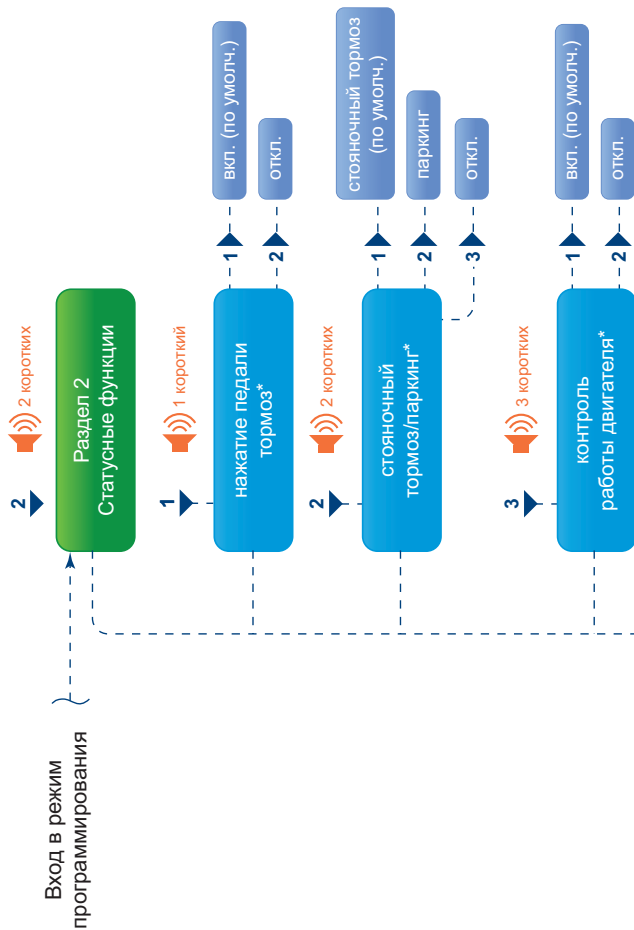 Вход в режим
программирования
2
2 коротких
Раздел 2
Статусные функции
1
1 короткий
нажатие педали
тормоз*
1
вкл. (по умолч.)
2
откл.
2
2 коротких
стояночный
тормоз/паркинг*
1
стояночный тормоз
(по умолч.)
2
паркинг
3
откл.
3
3 коротких
контроль
работы двигателя*
1
вкл. (по умолч.)
2
откл.